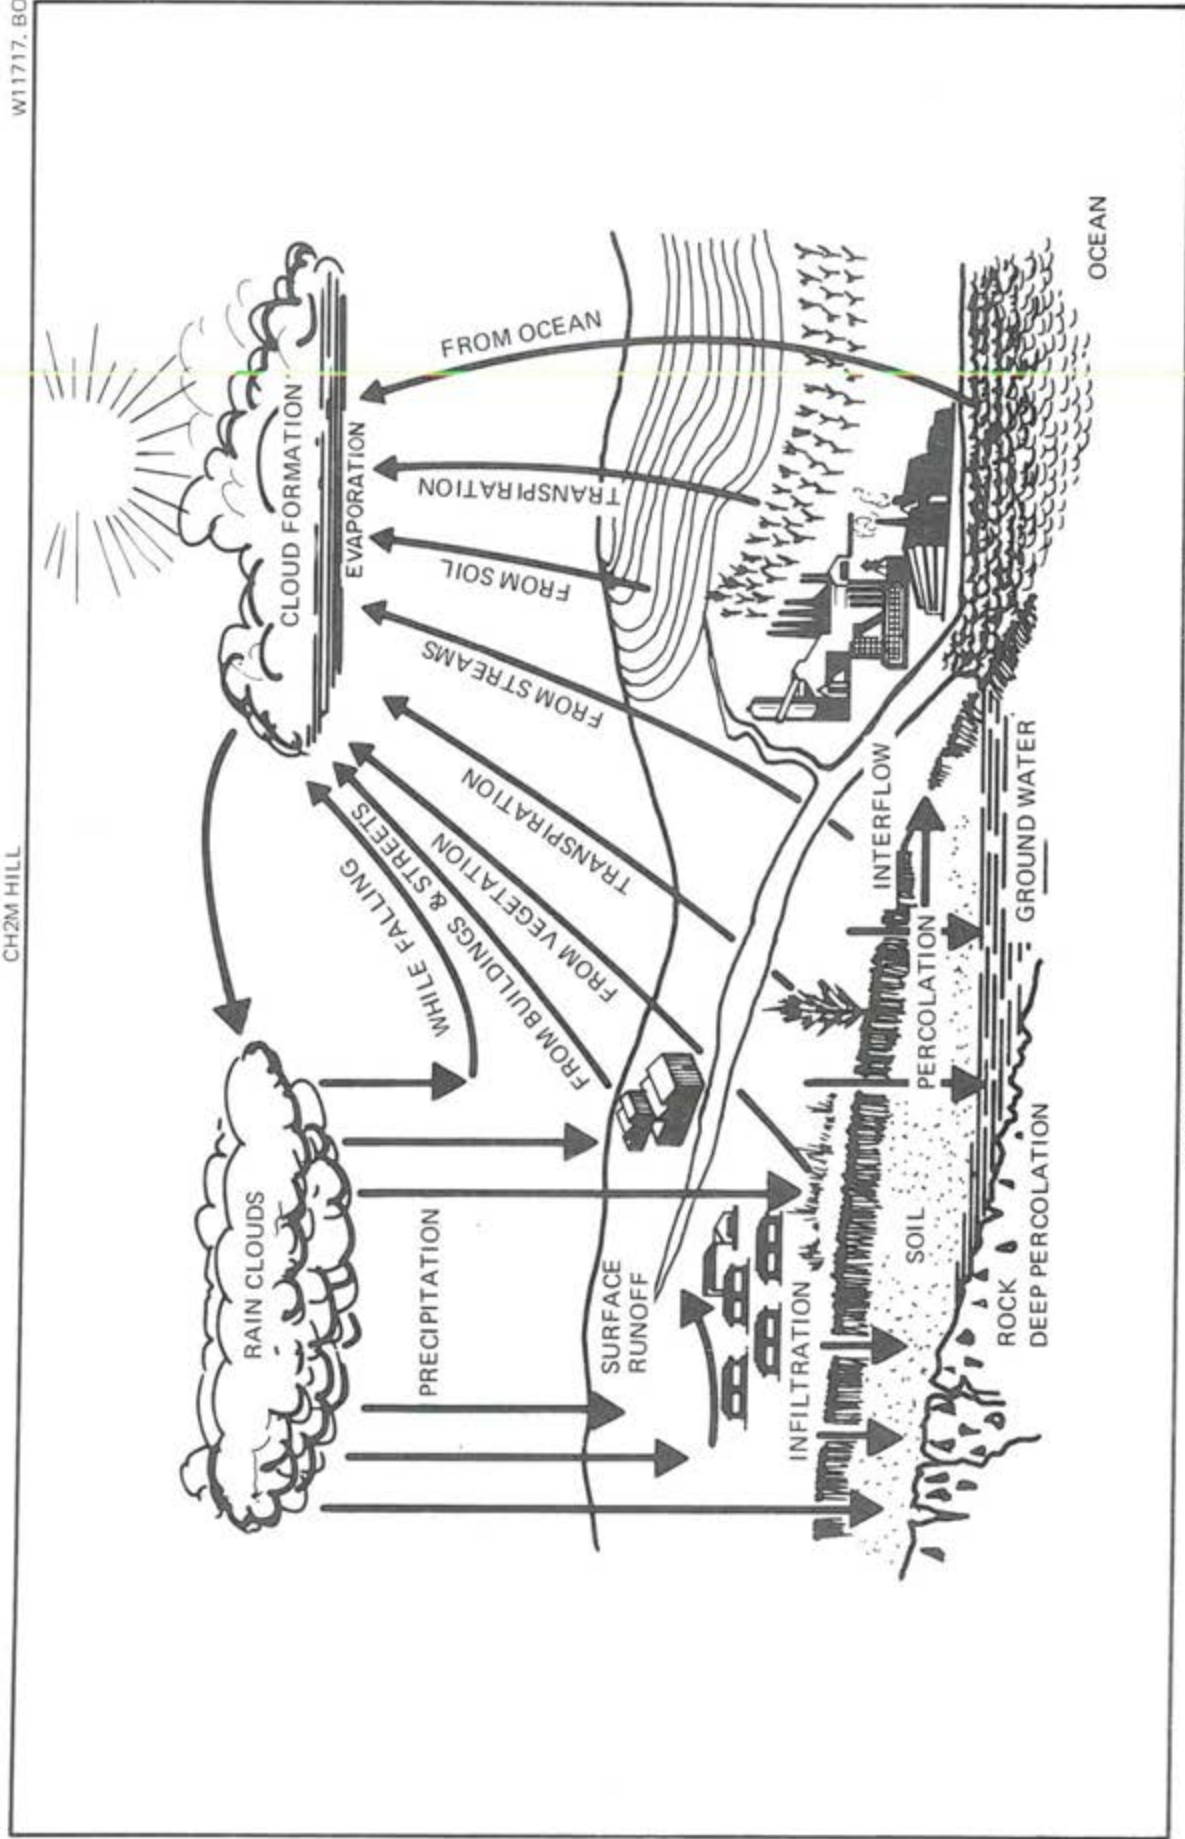 W11717. BO
CH2M HILL
CLOUD FORMATION
EVAPORATION
RAIN CLOUDS
PRECIPITATION
WHILE FALLING
FROM BUILDINGS & STREETS
FROM VEGETATION
TRANSPIRATION
FROM STREAMS
FROM SOIL
TRANSPIRATION
FROM OCEAN
SURFACE
RUNOFF
INFILTRATION
SOIL
PERCOLATION
INTERFLOW
ROCK
DEEP PERCOLATION
GROUND WATER
OCEAN